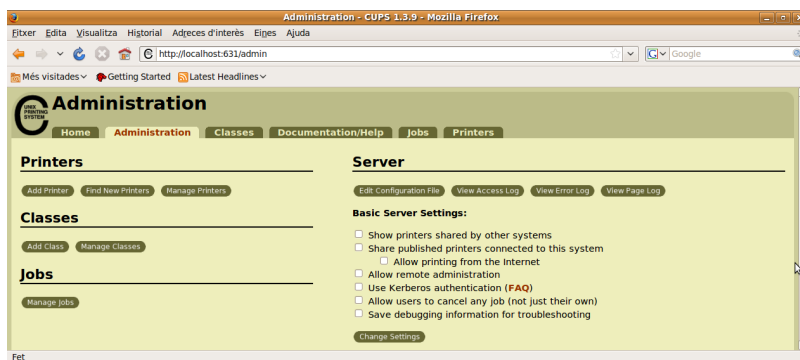 Administration - CUPS 1.3.9 - Mozilla Firefox
Fitxer Edita Visualitza Historial Adreces d'interès Eines Ajuda
http://localhost:631/admin
Google
Més visitades Getting Started Latest Headlines
UNIX PRINTING SYSTEM
Administration
Home Administration Classes Documentation/Help Jobs Printers
Printers
Add Printer Find New Printers Manage Printers
Classes
Add Class Manage Classes
Jobs
Manage Jobs
Server
Edit Configuration File View Access Log View Error Log View Page Log
Basic Server Settings:
Show printers shared by other systems
Share published printers connected to this system
Allow printing from the Internet
Allow remote administration
Use Kerberos authentication (FAQ)
Allow users to cancel any job (not just their own)
Save debugging information for troubleshooting
Change Settings
Fet